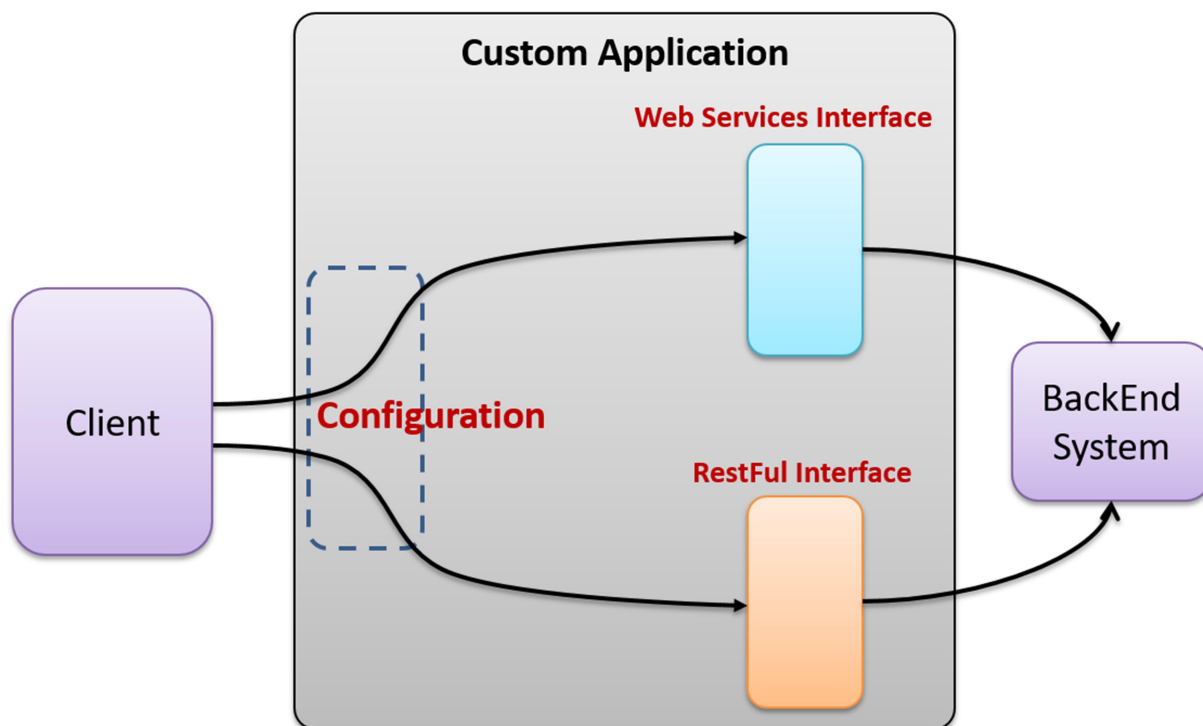 Custom Application
Web Services Interface
Client
Configuration
BackEnd
System
RestFul Interface